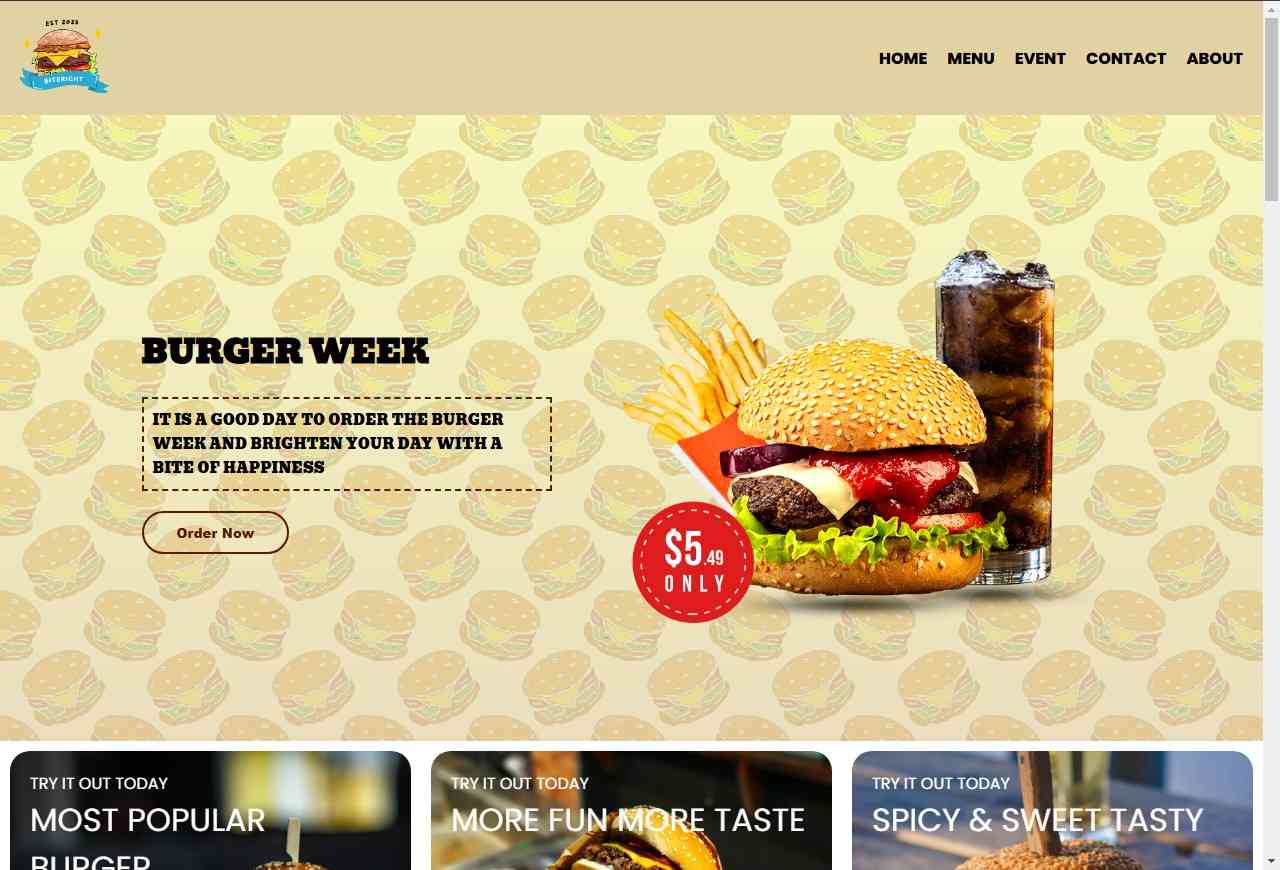 EST 2023
BITERIGHT
HOME MENU EVENT CONTACT ABOUT
BURGER WEEK
IT IS A GOOD DAY TO ORDER THE BURGER
WEEK AND BRIGHTEN YOUR DAY WITH A
BITE OF HAPPINESS
Order Now
$5.49
ONLY
TRY IT OUT TODAY
MOST POPULAR
BURGER
TRY IT OUT TODAY
MORE FUN MORE TASTE
TRY IT OUT TODAY
SPICY & SWEET TASTY